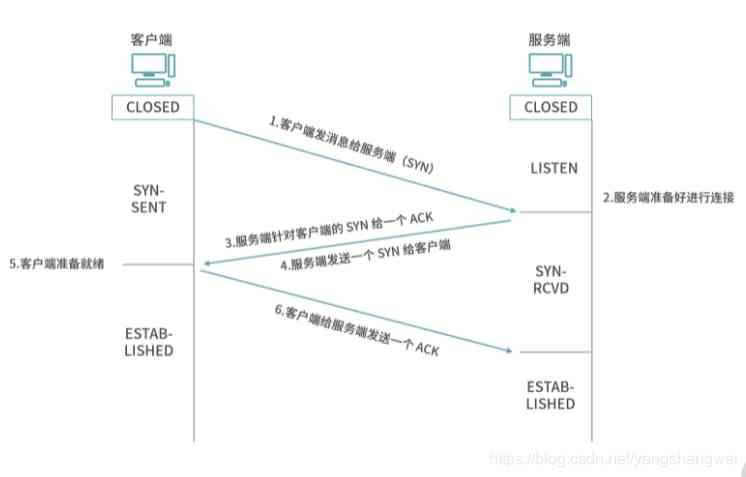 客户端
服务端
CLOSED
CLOSED
1.客户端发消息给服务端（SYN）
LISTEN
SYN-
SENT
2.服务端准备好进行连接
3.服务端针对客户端的 SYN 给一个 ACK
4.服务端发送一个 SYN 给客户端
5.客户端准备就绪
SYN-
RCVD
6.客户端给服务端发送一个 ACK
ESTAB-
LISHED
ESTAB-
LISHED
https://blog.csdn.net/yangshangwei